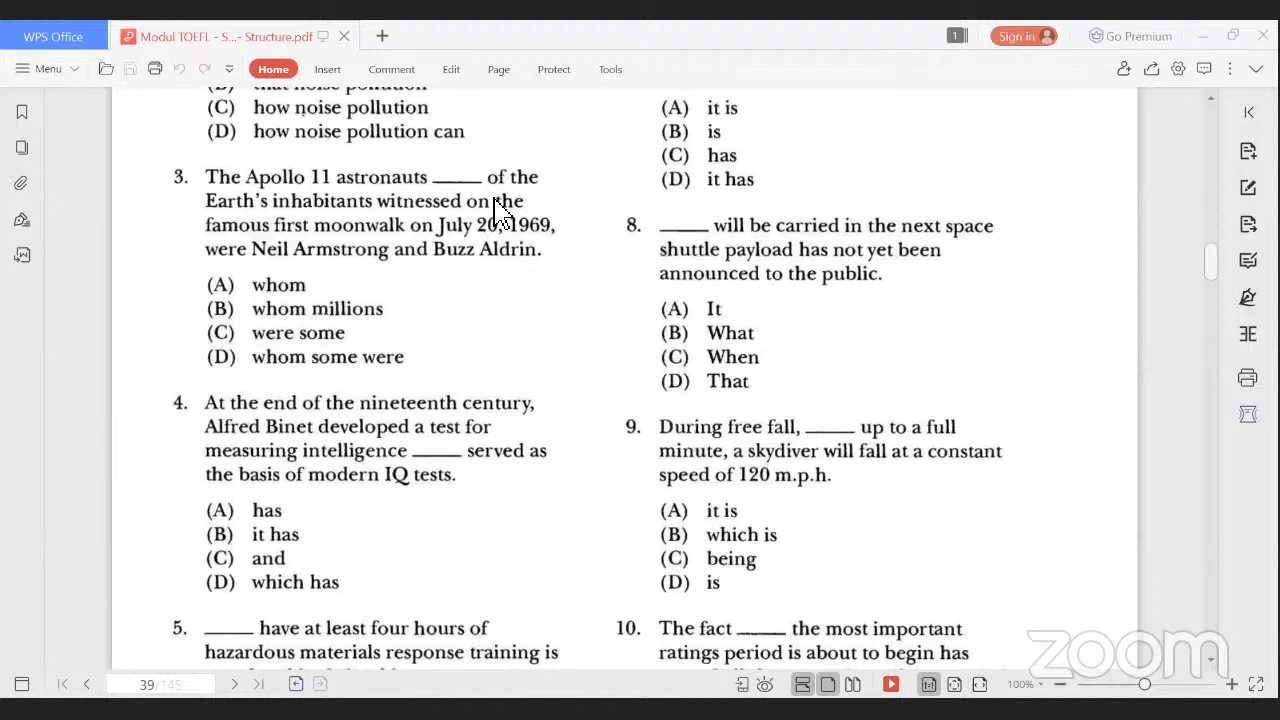 WPS Office
Modul TOEFL - S...- Structure.pdf
1
Sign in
Go Premium
Menu
Home
Insert
Comment
Edit
Page
Protect
Tools
(C) how noise pollution
(D) how noise pollution can
3. The Apollo 11 astronauts _____ of the
Earth's inhabitants witnessed on the
famous first moonwalk on July 20, 1969,
were Neil Armstrong and Buzz Aldrin.
(A) whom
(B) whom millions
(C) were some
(D) whom some were
4. At the end of the nineteenth century,
Alfred Binet developed a test for
measuring intelligence _____ served as
the basis of modern IQ tests.
(A) has
(B) it has
(C) and
(D) which has
5. _____ have at least four hours of
hazardous materials response training is
(A) it is
(B) is
(C) has
(D) it has
8. _____ will be carried in the next space
shuttle payload has not yet been
announced to the public.
(A) It
(B) What
(C) When
(D) That
9. During free fall, _____ up to a full
minute, a skydiver will fall at a constant
speed of 120 m.p.h.
(A) it is
(B) which is
(C) being
(D) is
10. The fact _____ the most important
ratings period is about to begin has
zoom
39/145
100%